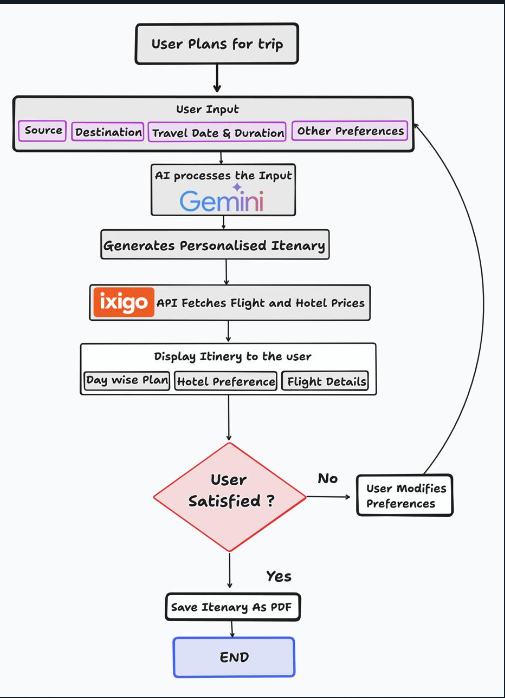 User Plans for trip
User Input
Source
Destination
Travel Date & Duration
Other Preferences
AI processes the Input
Gemini
Generates Personalised Itenary
ixigo API Fetches Flight and Hotel Prices
Display Itinery to the user
Day wise Plan
Hotel Preference
Flight Details
User
Satisfied ?
No
User Modifies
Preferences
Yes
Save Itenary As PDF
END